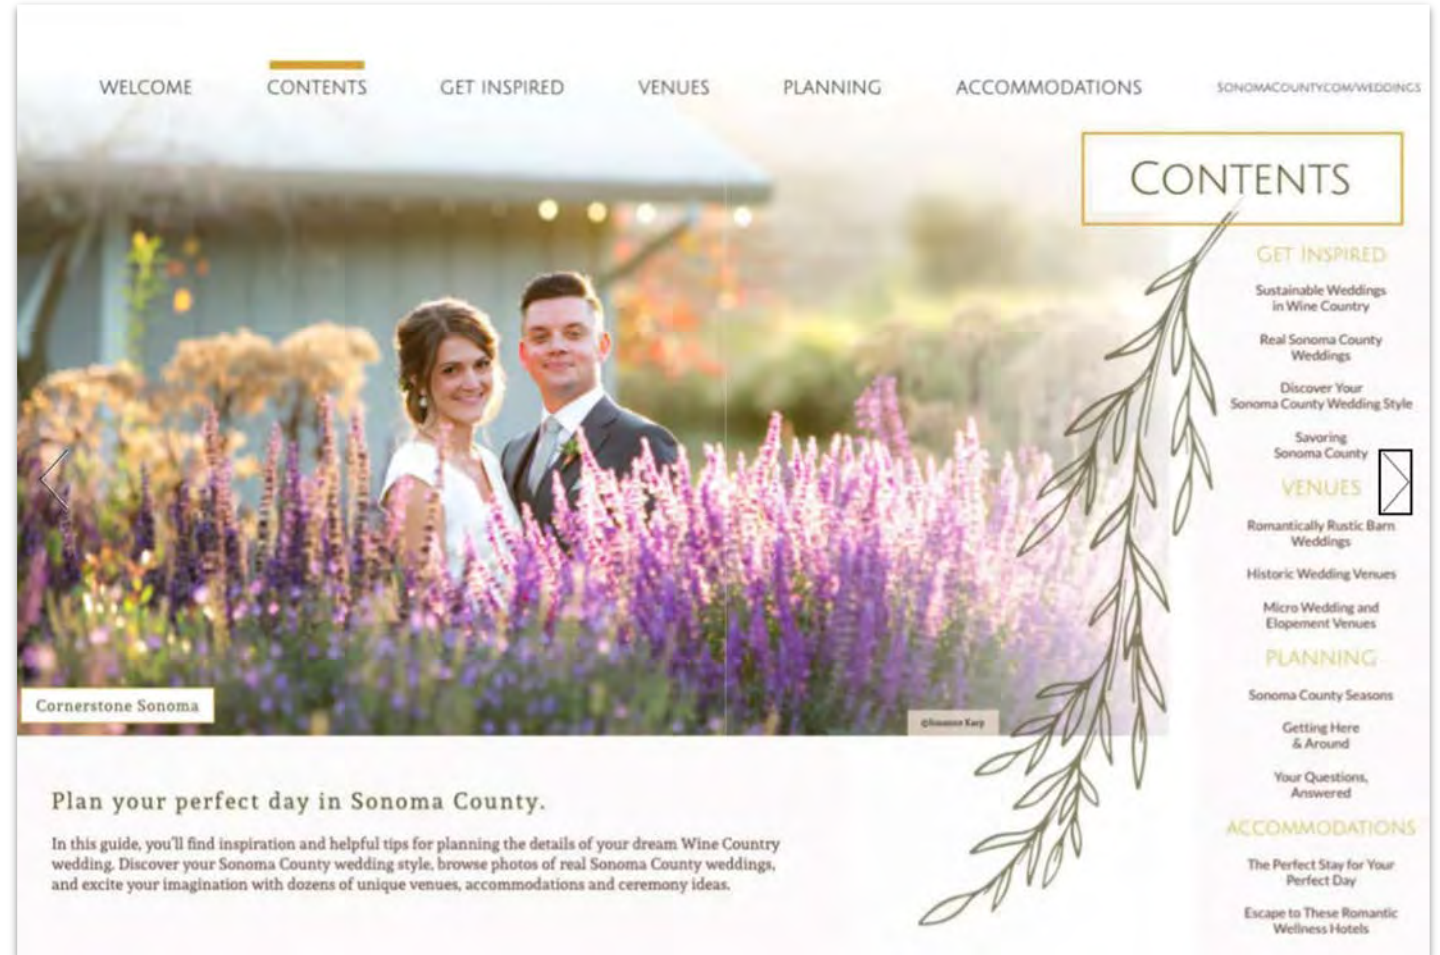 WELCOME
CONTENTS
GET INSPIRED
VENUES
PLANNING
ACCOMMODATIONS
SONOMACOUNTY.COM/WEDDINGS
CONTENTS
GET INSPIRED
Sustainable Weddings
in Wine Country
Real Sonoma County
Weddings
Discover Your
Sonoma County Wedding Style
Savoring
Sonoma County
VENUES
Romantically Rustic Barn
Weddings
Historic Wedding Venues
Micro Wedding and
Elopement Venues
PLANNING
Sonoma County Seasons
Getting Here
& Around
Your Questions,
Answered
ACCOMMODATIONS
The Perfect Stay for Your
Perfect Day
Escape to These Romantic
Wellness Hotels
Cornerstone Sonoma
Plan your perfect day in Sonoma County.
In this guide, you'll find inspiration and helpful tips for planning the details of your dream Wine Country
wedding. Discover your Sonoma County wedding style, browse photos of real Sonoma County weddings,
and excite your imagination with dozens of unique venues, accommodations and ceremony ideas.